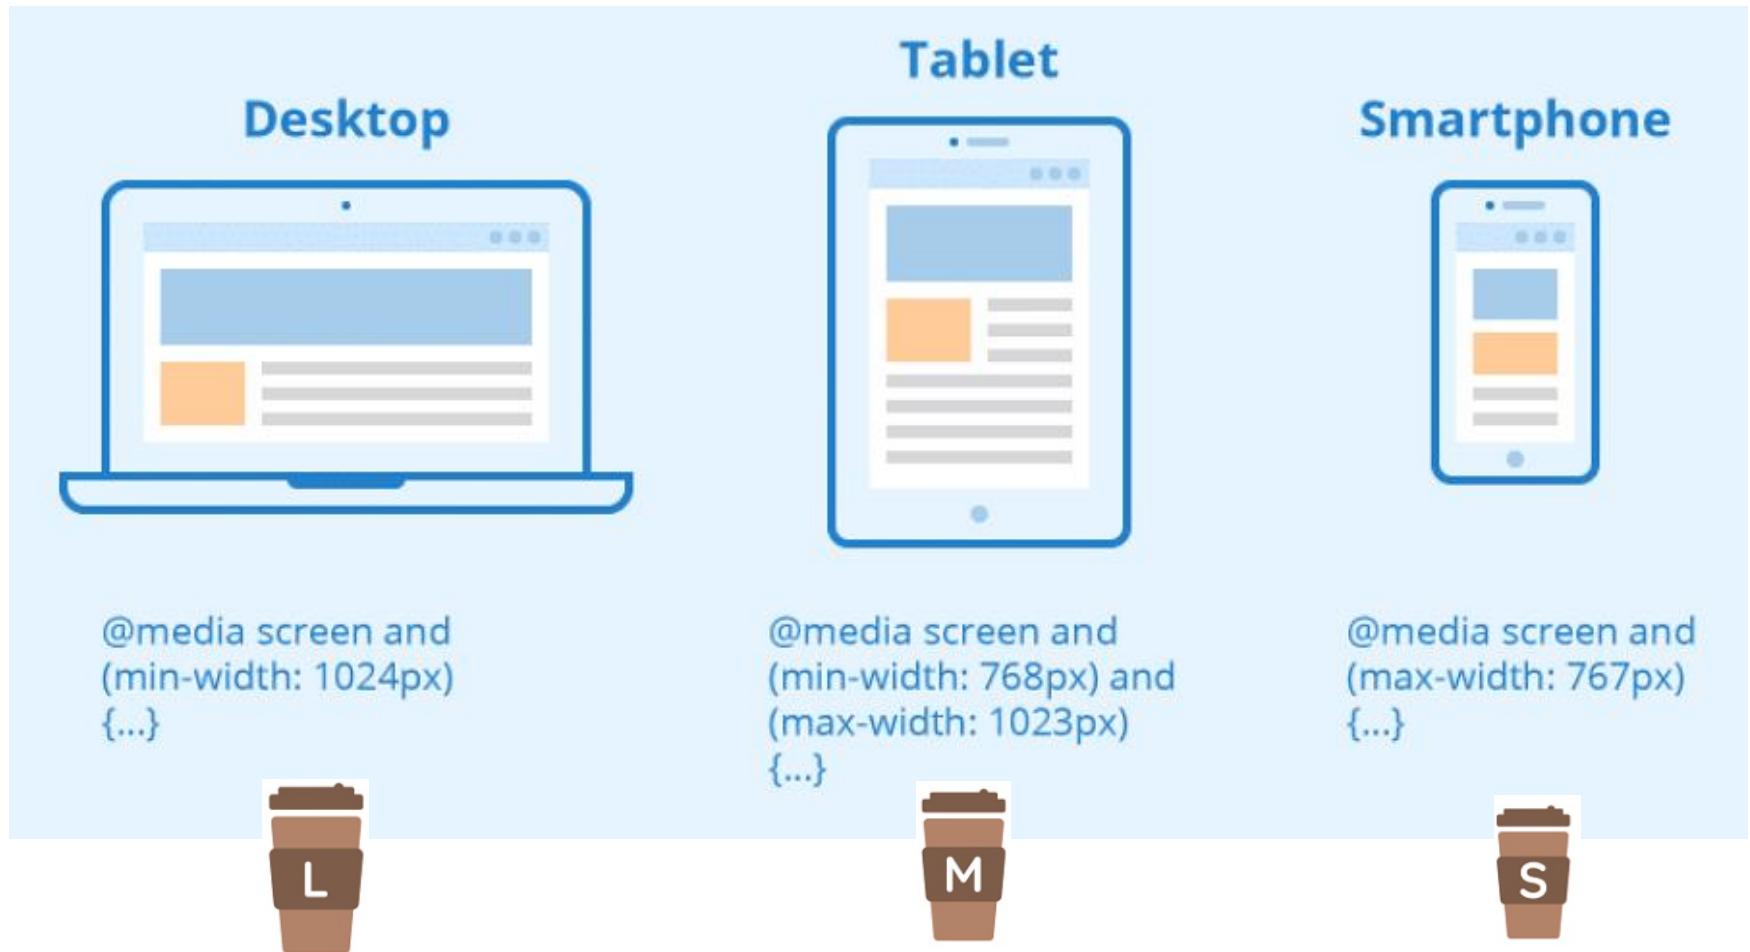 Desktop
@media screen and
(min-width: 1024px)
{...}
L
Tablet
@media screen and
(min-width: 768px) and
(max-width: 1023px)
{...}
M
Smartphone
@media screen and
(max-width: 767px)
{...}
S